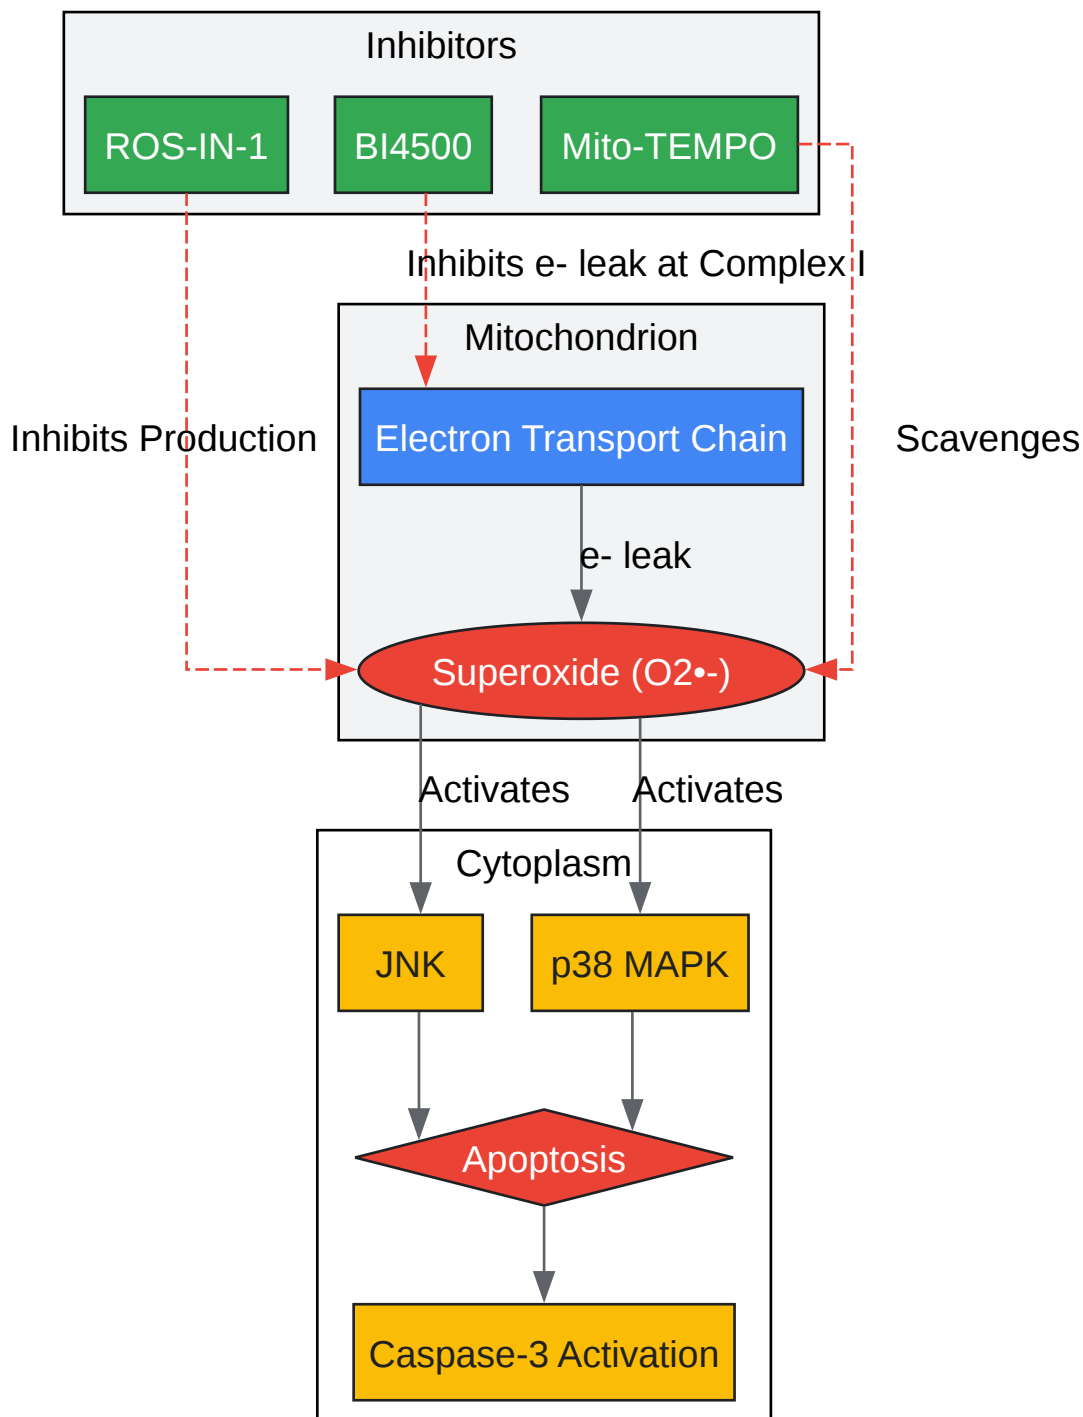 Inhibitors
ROS-IN-1
BI4500
Mito-TEMPO
Inhibits e- leak at Complex I
Mitochondrion
Inhibits Production
Electron Transport Chain
Scavenges
e- leak
Superoxide (O2•-)
Activates
Activates
Cytoplasm
JNK
p38 MAPK
Apoptosis
Caspase-3 Activation